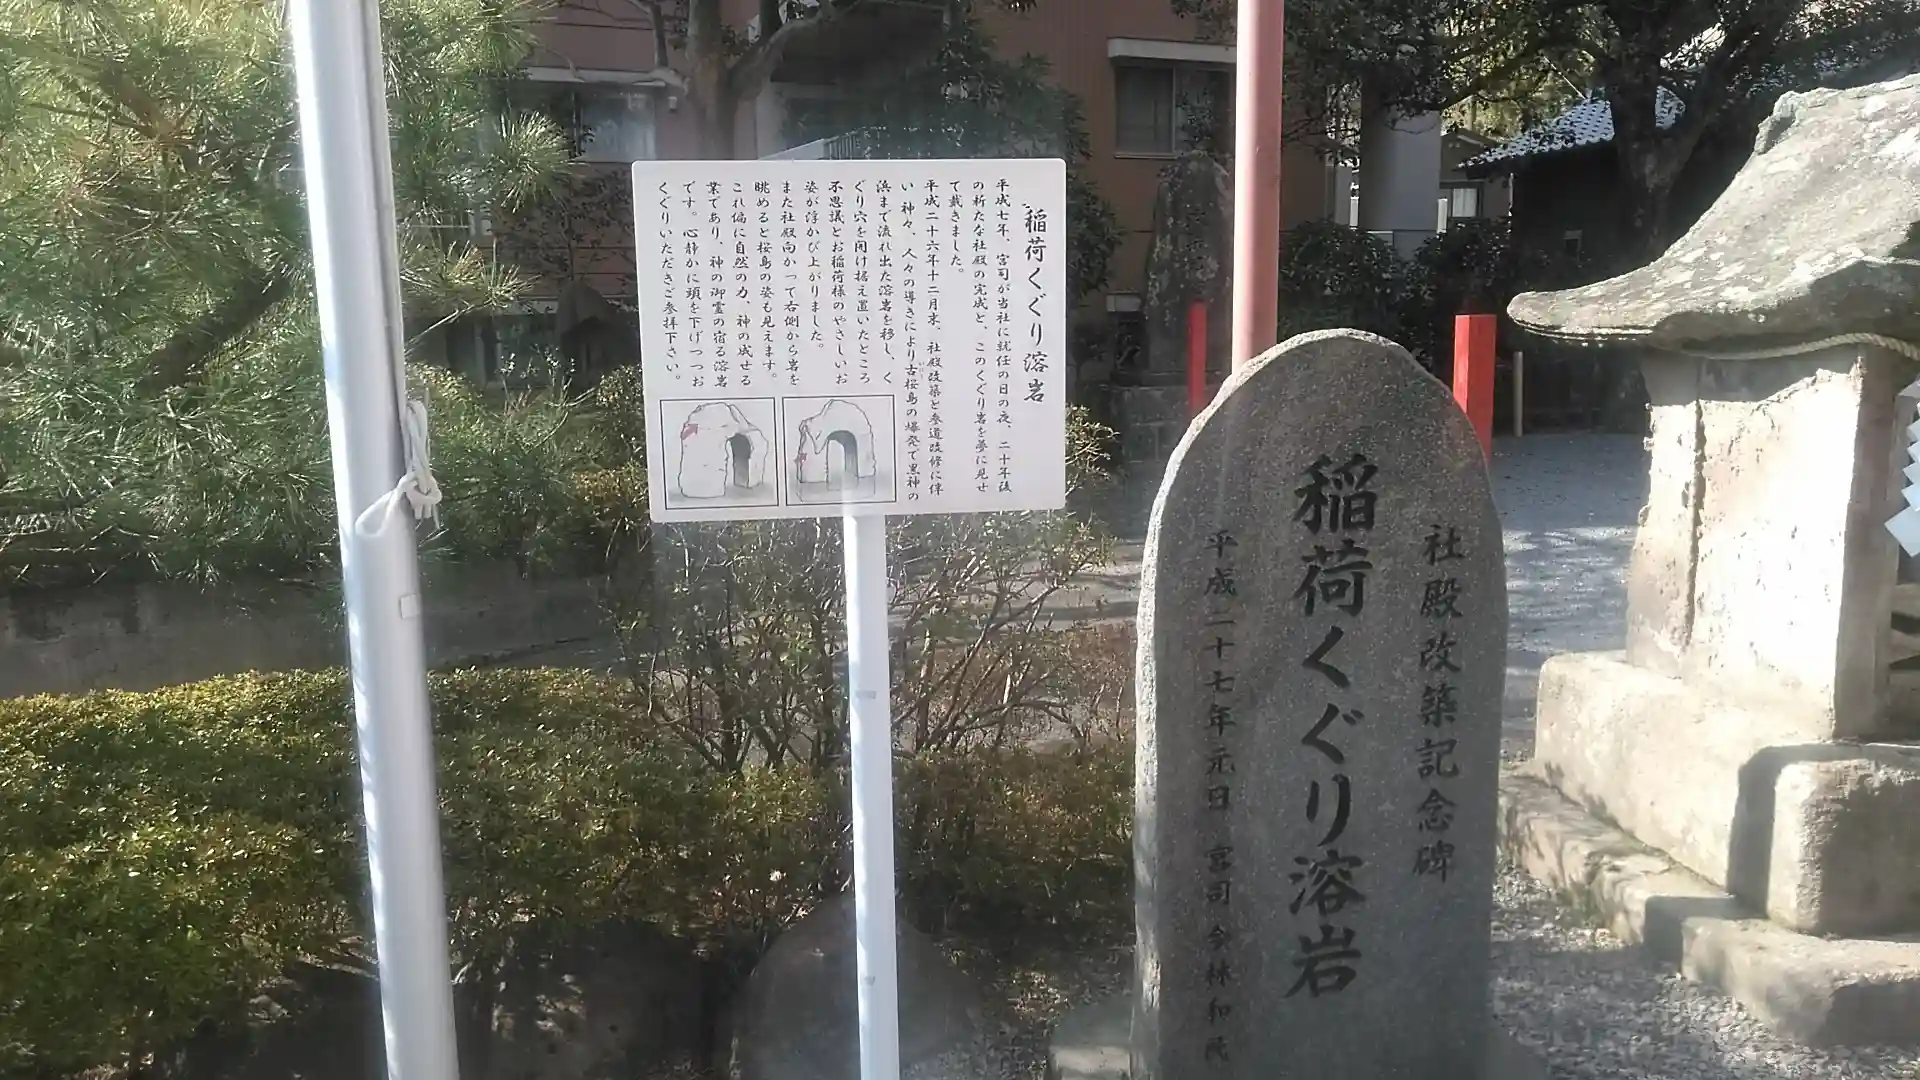 稲荷くぐり溶岩
平成七年、宮司が当社に就任の日の夜、二十年後
の新たな社殿の完成と、このくぐり岩を夢に見せ
て戴きました。
平成二十六年十二月末、社殿改築と参道改修に伴
い神々、人々の導きにより古桜島の爆発で黒神の
浜まで流れ出た溶岩を移し、く
ぐり穴を開け据え置いたところ
不思議とお稲荷様のやさしいお
姿が浮かび上がりました。
また社殿向かって右側から岩を
眺めると桜島の姿も見えます。
これ偏に自然の力、神の成せる
業であり、神の御霊の宿る溶岩
です。心静かに頭を下げつつお
くぐりいただきご参拝下さい。
社殿改築記念碑
稲荷くぐり溶岩
平成二十七年元日 宮司 今林和